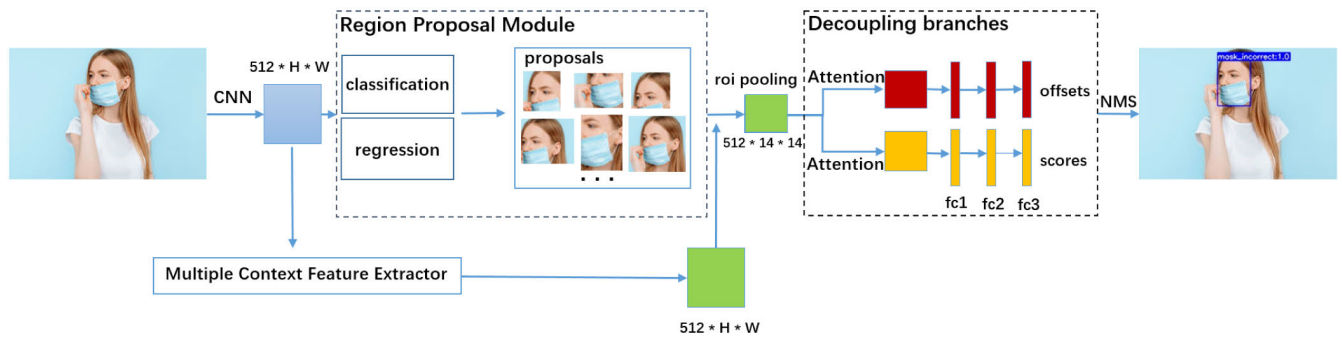 Region Proposal Module
Decoupling branches
512 * H * W
CNN
classification
regression
proposals
. . .
roi pooling
512 * 14 * 14
Attention
Attention
offsets
scores
fc1
fc2
fc3
NMS
mask_incorrect:1.0
Multiple Context Feature Extractor
512 * H * W